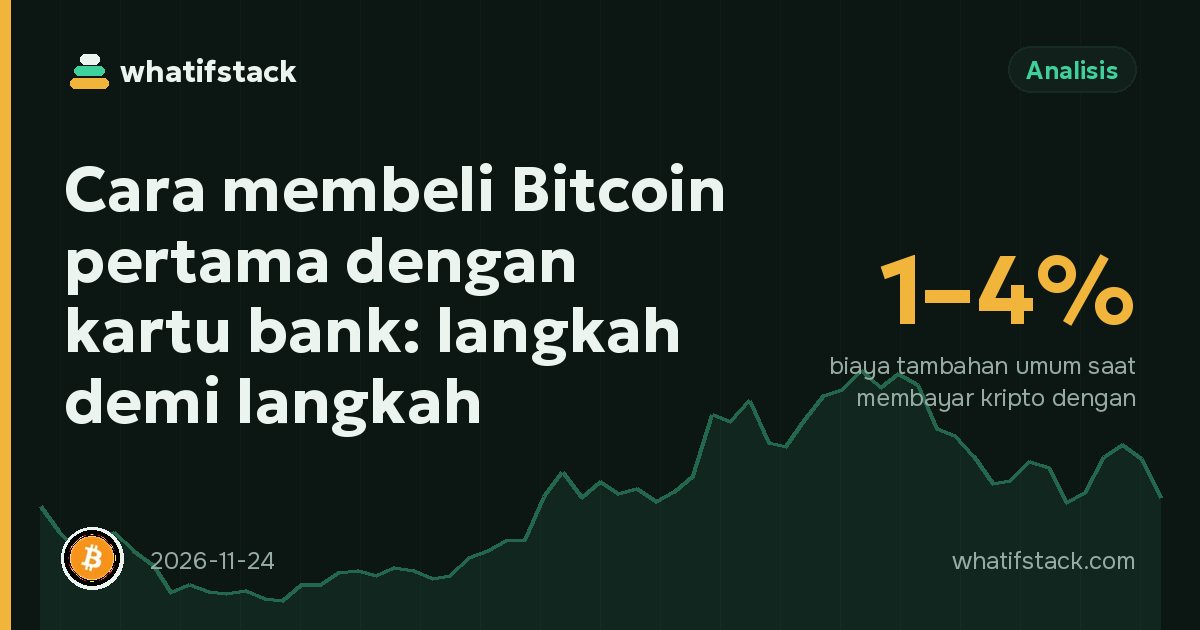 whatifstack
Analisis
Cara membeli Bitcoin
pertama dengan
kartu bank: langkah
demi langkah
1–4%
biaya tambahan umum saat
membayar kripto dengan
2026-11-24
whatifstack.com